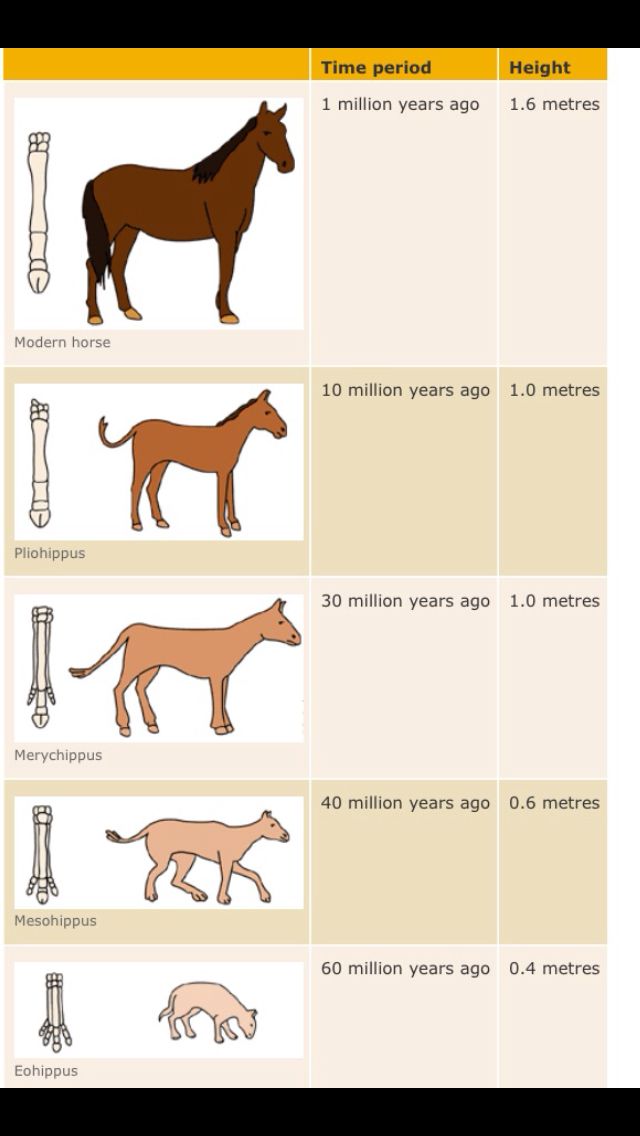 Time period Height
1 million years ago 1.6 metres
Modern horse
10 million years ago 1.0 metres
Pliohippus
30 million years ago 1.0 metres
Merychippus
40 million years ago 0.6 metres
Mesohippus
60 million years ago 0.4 metres
Eohippus